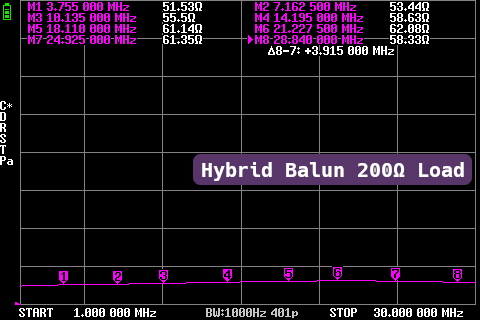 M1 3.755 000 MHz 51.53Ω M2 7.162 500 MHz 53.44Ω
M3 10.135 000 MHz 55.5Ω M4 14.195 000 MHz 58.63Ω
M5 18.110 000 MHz 61.14Ω M6 21.227 500 MHz 62.08Ω
M7 24.925 000 MHz 61.35Ω M8 28.840 000 MHz 58.33Ω
Δ8-7: +3.915 000 MHz
C*
D
R
S
T
Pa
Hybrid Balun 200Ω Load
1 2 3 4 5 6 7 8
START 1.000 000 MHz BW:1000Hz 401p STOP 30.000 000 MHz